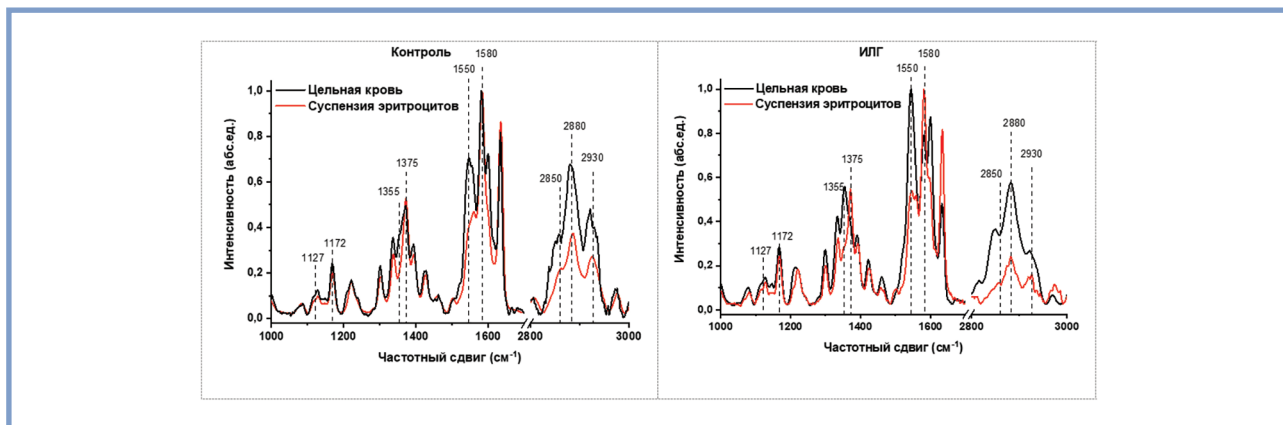 Контроль
1580
1550
Цельная кровь
Суспензия эритроцитов
2880
2930
2850
1375
1355
1172
1127
Интенсивность (абс.ед.)
1,0
0,8
0,6
0,4
0,2
0,0
1000 1200 1400 1600 2800 3000
Частотный сдвиг (см⁻¹)
ИЛГ
1580
1550
Цельная кровь
Суспензия эритроцитов
2880
2930
2850
1375
1355
1172
1127
Интенсивность (абс.ед.)
1,0
0,8
0,6
0,4
0,2
0,0
1000 1200 1400 1600 2800 3000
Частотный сдвиг (см⁻¹)